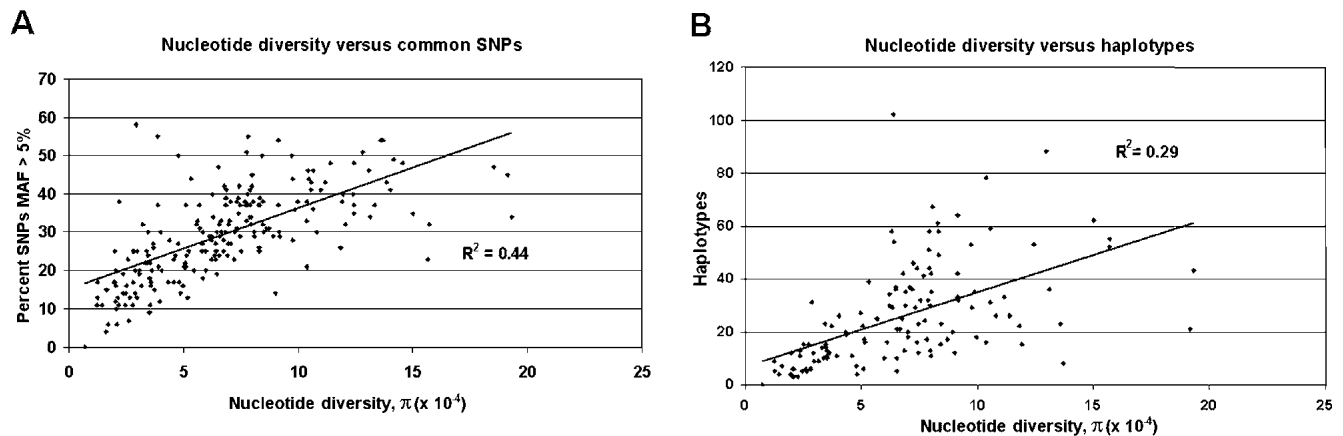 A
Nucleotide diversity versus common SNPs
Percent SNPs MAF > 5%
70
60
50
40
30
20
10
0
R² = 0.44
0 5 10 15 20 25
Nucleotide diversity, π (x 10⁻⁴)
B
Nucleotide diversity versus haplotypes
Haplotypes
120
100
80
60
40
20
0
R² = 0.29
0 5 10 15 20 25
Nucleotide diversity, π (x 10⁻⁴)